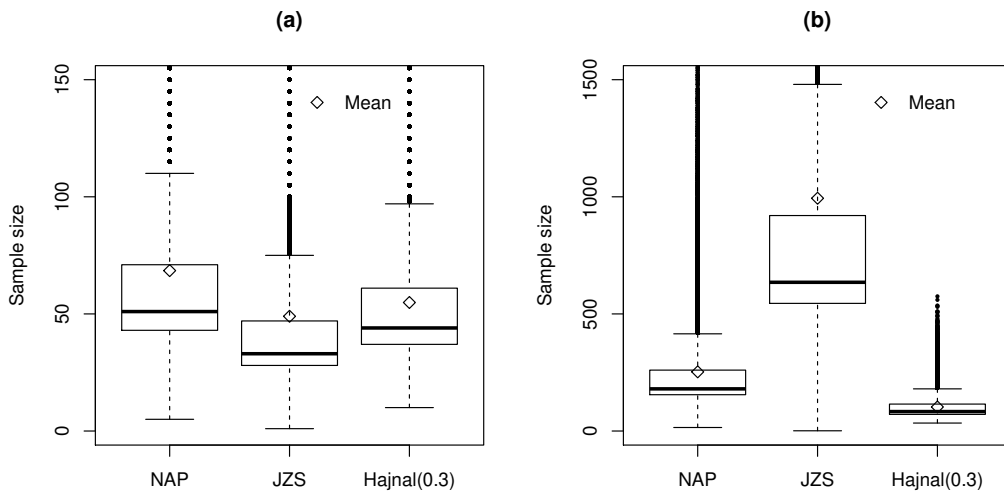 (a)
Sample size
150
100
50
0
Mean
NAP
JZS
Hajnal(0.3)
(b)
Sample size
1500
1000
500
0
Mean
NAP
JZS
Hajnal(0.3)